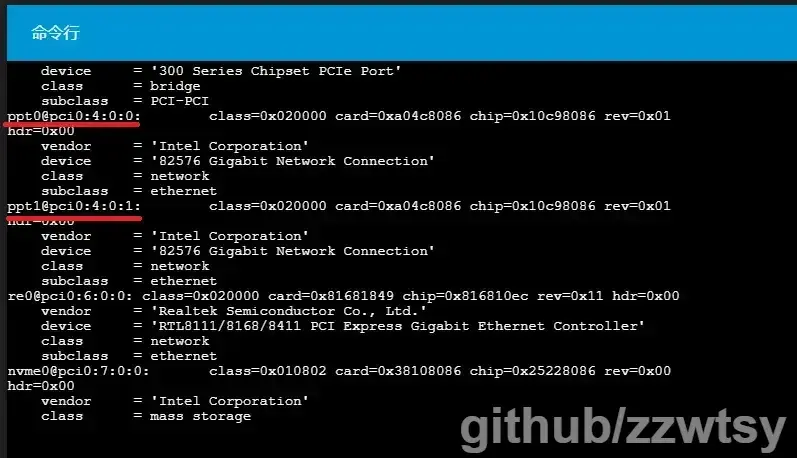 命令行
device = '300 Series Chipset PCIe Port'
class = bridge
subclass = PCI-PCI
ppt0@pci0:4:0:0: class=0x020000 card=0xa04c8086 chip=0x10c98086 rev=0x01
hdr=0x00
vendor = 'Intel Corporation'
device = '82576 Gigabit Network Connection'
class = network
subclass = ethernet
ppt1@pci0:4:0:1: class=0x020000 card=0xa04c8086 chip=0x10c98086 rev=0x01
hdr=0x00
vendor = 'Intel Corporation'
device = '82576 Gigabit Network Connection'
class = network
subclass = ethernet
re0@pci0:6:0:0: class=0x020000 card=0x81681849 chip=0x816810ec rev=0x11 hdr=0x00
vendor = 'Realtek Semiconductor Co., Ltd.'
device = 'RTL8111/8168/8411 PCI Express Gigabit Ethernet Controller'
class = network
subclass = ethernet
nvme0@pci0:7:0:0: class=0x010802 card=0x38108086 chip=0x25228086 rev=0x00
hdr=0x00
vendor = 'Intel Corporation'
class = mass storage
github/zzwtsy